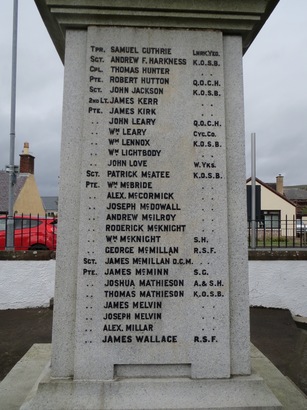 TPR. SAMUEL GUTHRIE LNRK.YEO.
SGT. ANDREW F. HARKNESS K.O.S.B.
CPL. THOMAS HUNTER .. ..
PTE. ROBERT HUTTON Q.O.C.H.
SGT. JOHN JACKSON K.O.S.B.
2ND LT. JAMES KERR .. ..
PTE. JAMES KIRK .. ..
.. JOHN LEARY Q.O.C.H.
.. WM LEARY CYC.CO.
.. WM LENNOX K.O.S.B.
.. WM LIGHTBODY .. ..
.. JOHN LOVE W.YKS.
SGT. PATRICK McATEE K.O.S.B.
PTE. WM McBRIDE .. ..
.. ALEX. McCORMICK .. ..
.. JOSEPH McDOWALL .. ..
.. ANDREW McILROY .. ..
.. RODERICK McKNIGHT .. ..
.. WM McKNIGHT S.H.
.. GEORGE McMILLAN R.S.F.
SGT. JAMES McMILLAN D.C.M. .. ..
PTE. JAMES McMINN S.G.
.. JOSHUA MATHIESON A.& S.H.
.. THOMAS MATHIESON K.O.S.B.
.. JAMES MELVIN .. ..
.. JOSEPH MELVIN .. ..
.. ALEX. MILLAR .. ..
.. JAMES WALLACE R.S.F.